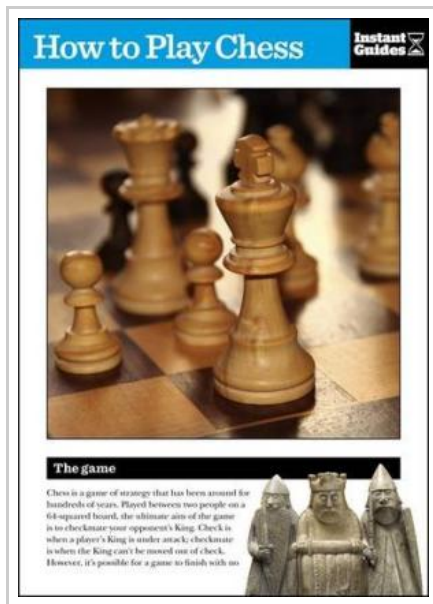 How to Play Chess
Instant
Guides
The game
Chess is a game of strategy that has been around for
hundreds of years. Played between two people on a
64-squared board, the ultimate aim of the game
is to checkmate your opponent's King. Check is
when a player's King is under attack; checkmate
is when the King can't be moved out of check.
However, it's possible for a game to finish with no